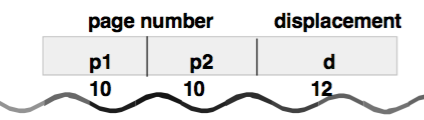 page number displacement
p1 p2 d
10 10 12